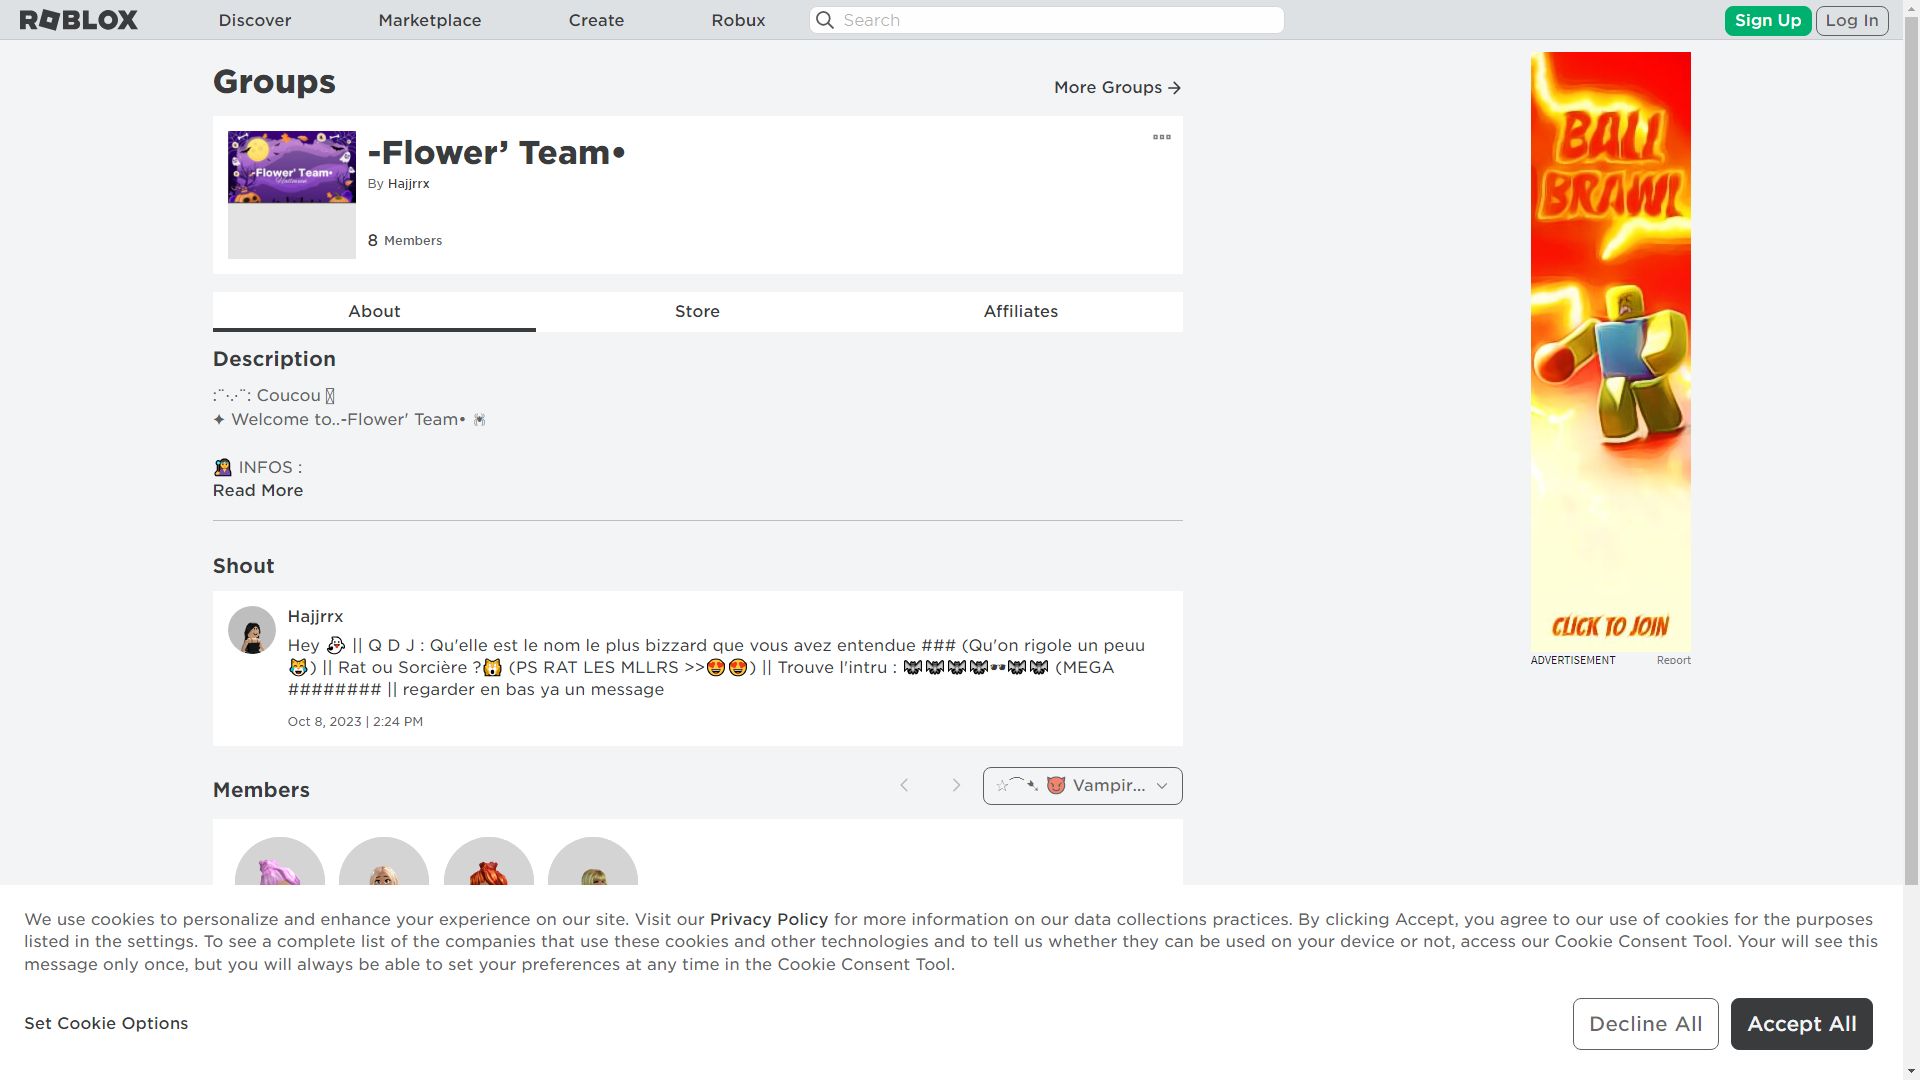 ROBLOX
Discover
Marketplace
Create
Robux
Search
Sign Up
Log In
Groups
More Groups →
-Flower' Team•
Halloween
-Flower’ Team•
By Hajjrrx
8 Members
About
Store
Affiliates
Description
:¨·.·¨: Coucou
✦ Welcome to..-Flower' Team• 🕷
🧛‍♀️ INFOS :
Read More
Shout
Hajjrrx
Hey 👻 || Q D J : Qu'elle est le nom le plus bizzard que vous avez entendue ### (Qu'on rigole un peuu
😹) || Rat ou Sorcière ?🙀 (PS RAT LES MLLRS >>😍😍) || Trouve l'intru : 🦇🦇🦇🦇🕶🦇🦇 (MEGA
######## || regarder en bas ya un message
Oct 8, 2023 | 2:24 PM
Members
☆⌒➷ 😈 Vampir...
BALL
BRAWL
CLICK TO JOIN
ADVERTISEMENT
Report
We use cookies to personalize and enhance your experience on our site. Visit our Privacy Policy for more information on our data collections practices. By clicking Accept, you agree to our use of cookies for the purposes
listed in the settings. To see a complete list of the companies that use these cookies and other technologies and to tell us whether they can be used on your device or not, access our Cookie Consent Tool. Your will see this
message only once, but you will always be able to set your preferences at any time in the Cookie Consent Tool.
Set Cookie Options
Decline All
Accept All